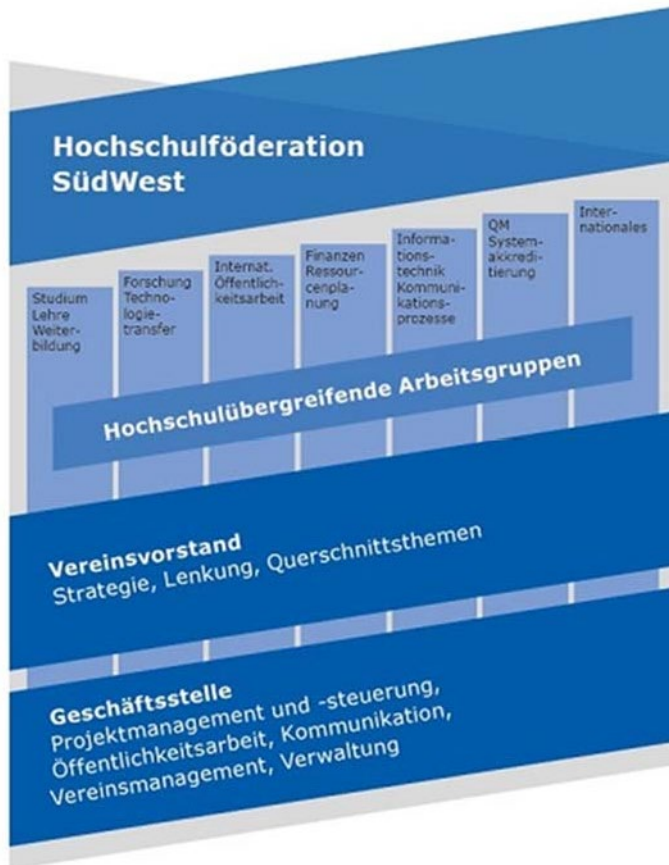 Hochschulföderation
SüdWest
Studium
Lehre
Weiter-
bildung
Forschung
Techno-
logie-
transfer
Internat.
Öffentlich-
keitsarbeit
Finanzen
Ressour-
cenpla-
nung
Informa-
tions-
technik
Kommuni-
kations-
prozesse
QM
System-
akkredi-
tierung
Inter-
nationales
Hochschulübergreifende Arbeitsgruppen
Vereinsvorstand
Strategie, Lenkung, Querschnittsthemen
Geschäftsstelle
Projektmanagement und -steuerung,
Öffentlichkeitsarbeit, Kommunikation,
Vereinsmanagement, Verwaltung